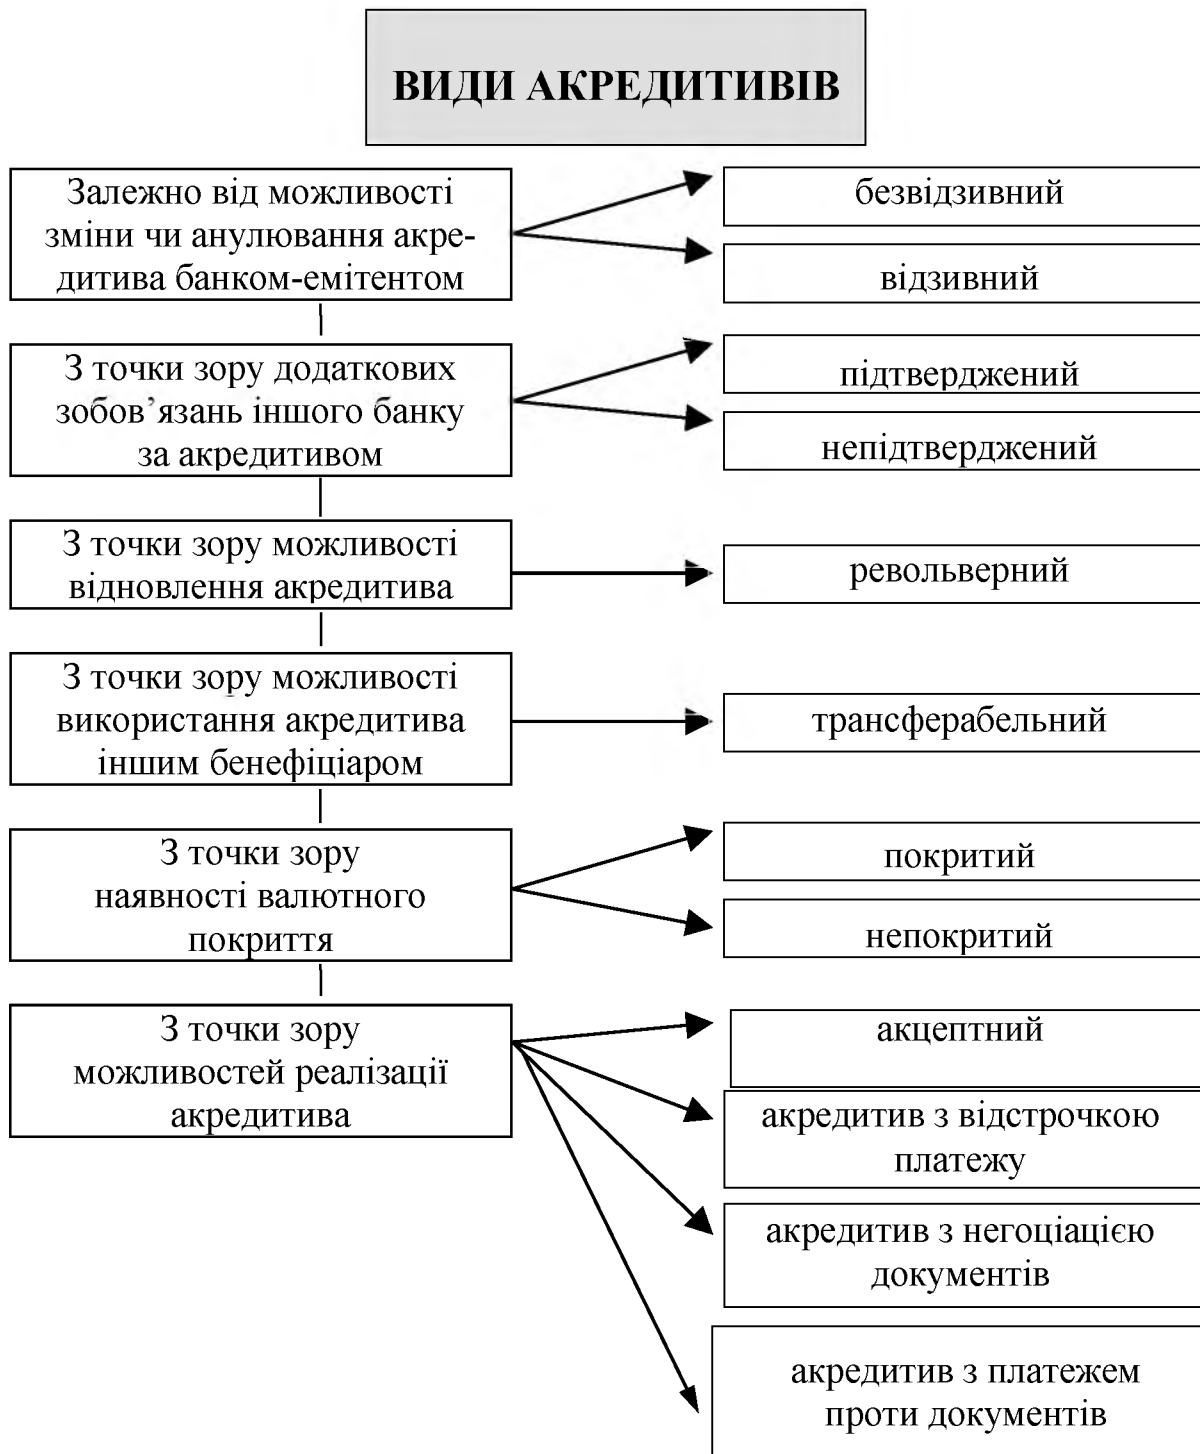 ВИДИ АКРЕДИТИВІВ
Залежно від можливості
зміни чи анулювання акре-
дитива банком-емітентом
безвідзивний
відзивний
З точки зору додаткових
зобов’язань іншого банку
за акредитивом
підтверджений
непідтверджений
З точки зору можливості
відновлення акредитива
револьверний
З точки зору можливості
використання акредитива
іншим бенефіціаром
трансферабельний
З точки зору
наявності валютного
покриття
покритий
непокритий
З точки зору
можливостей реалізації
акредитива
акцептний
акредитив з відстрочкою
платежу
акредитив з негоціацією
документів
акредитив з платежем
проти документів